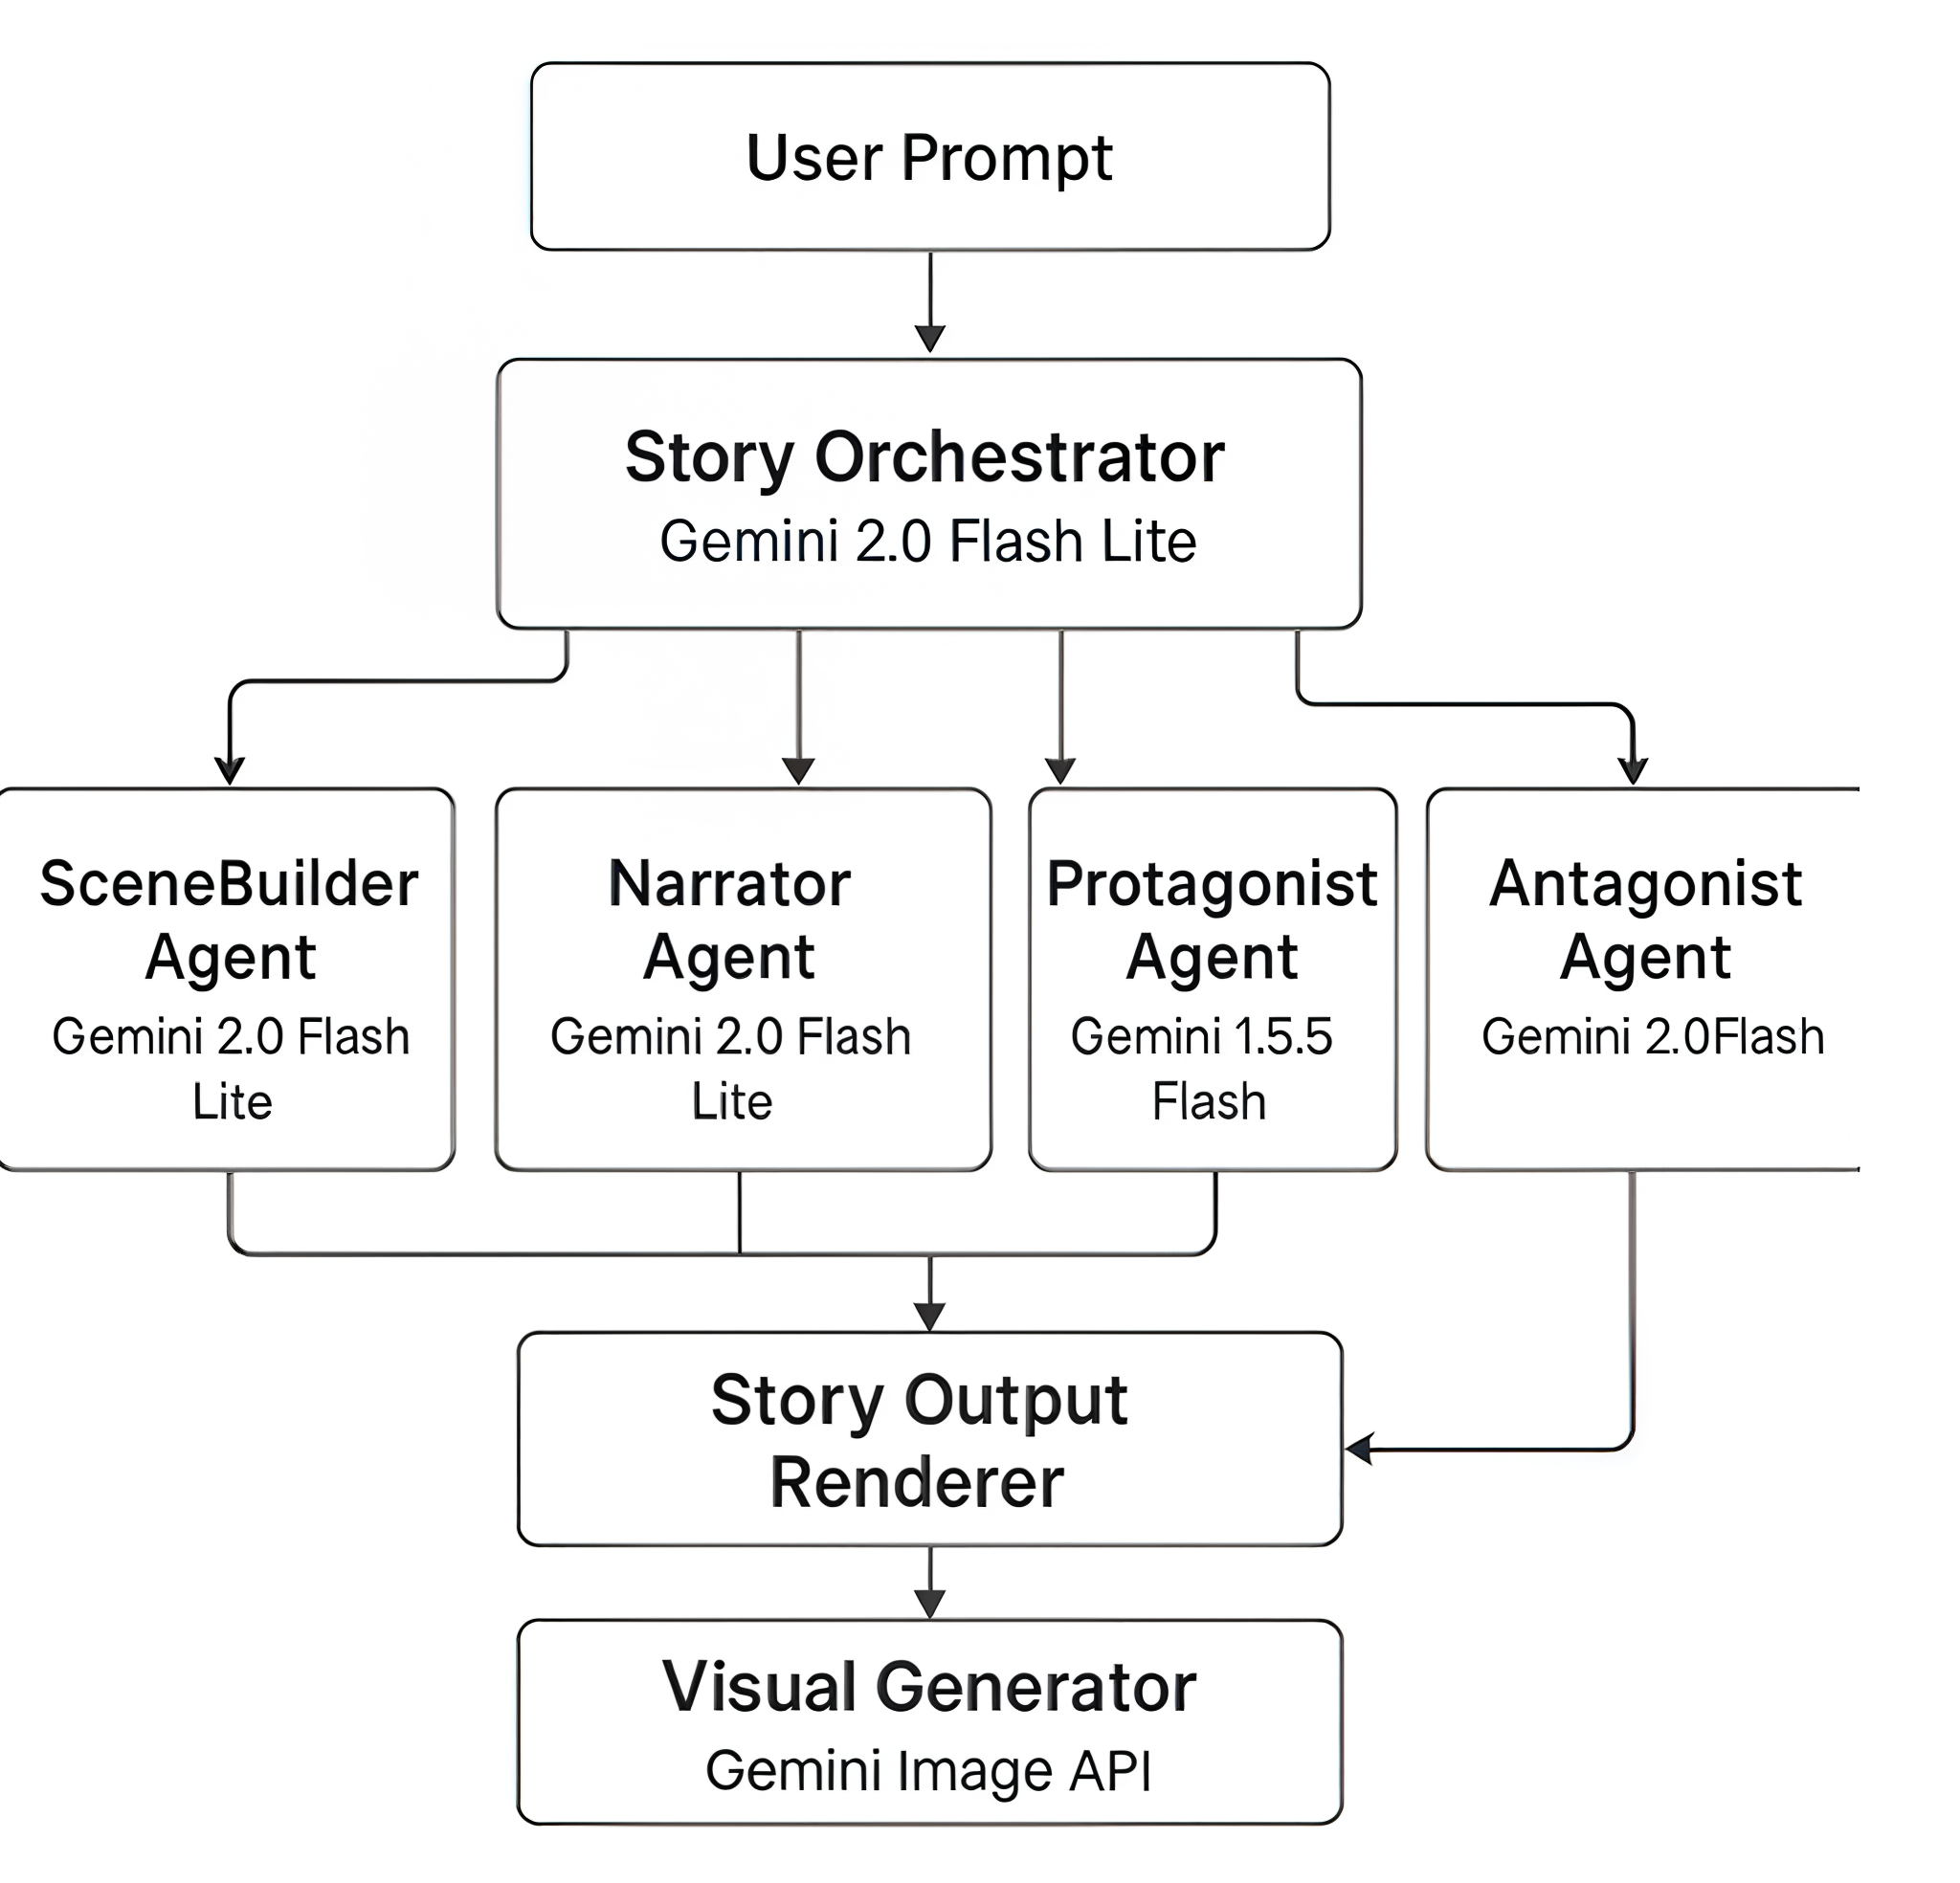 User Prompt
Story Orchestrator
Gemini 2.0 Flash Lite
SceneBuilder
Agent
Gemini 2.0 Flash
Lite
Narrator
Agent
Gemini 2.0 Flash
Lite
Protagonist
Agent
Gemini 1.5.5
Flash
Antagonist
Agent
Gemini 2.0Flash
Story Output
Renderer
Visual Generator
Gemini Image API